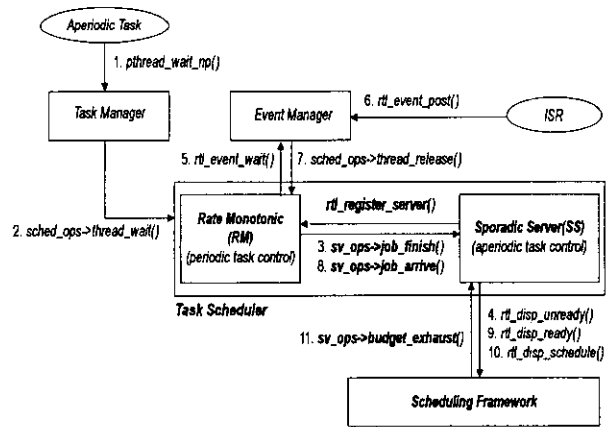 Aperiodic Task
1. pthread_wait_np()
6. rtl_event_post()
Task Manager
Event Manager
ISR
5. rtl_event_wait()
7. sched_ops->thread_release()
2. sched_ops->thread_wait()
Rate Monotonic
(RM)
(periodic task control)
rtl_register_server()
3. sv_ops->job_finish()
8. sv_ops->job_arrive()
Sporadic Server(SS)
(aperiodic task control)
Task Scheduler
11. sv_ops->budget_exhaust()
4. rtl_disp_unready()
9. rtl_disp_ready()
10. rtl_disp_schedule()
Scheduling Framework